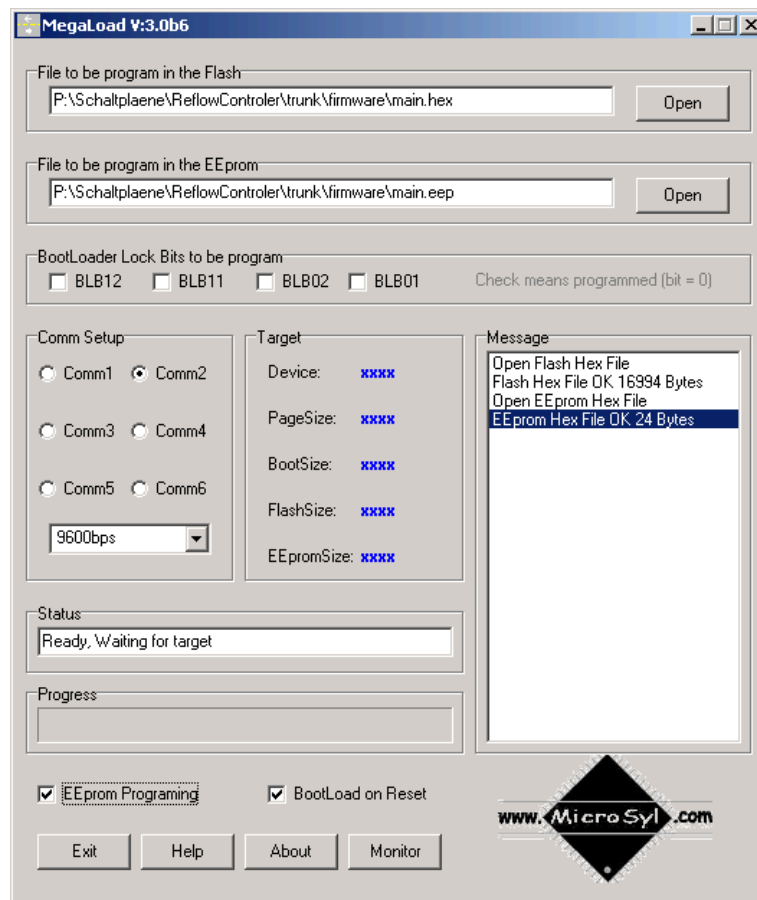 MegaLoad V:3.0b6
File to be program in the Flash
P:\Schaltplaene\ReflowControler\trunk\firmware\main.hex
Open
File to be program in the EEprom
P:\Schaltplaene\ReflowControler\trunk\firmware\main.eep
Open
BootLoader Lock Bits to be program
BLB12 BLB11 BLB02 BLB01 Check means programmed (bit = 0)
Comm Setup
Comm1 Comm2
Comm3 Comm4
Comm5 Comm6
9600bps
Target
Device: xxxx
PageSize: xxxx
BootSize: xxxx
FlashSize: xxxx
EEpromSize: xxxx
Message
Open Flash Hex File
Flash Hex File OK 16994 Bytes
Open EEprom Hex File
EEprom Hex File OK 24 Bytes
Status
Ready, Waiting for target
Progress
EEprom Programing BootLoad on Reset
Exit Help About Monitor
www.MicroSyl.com